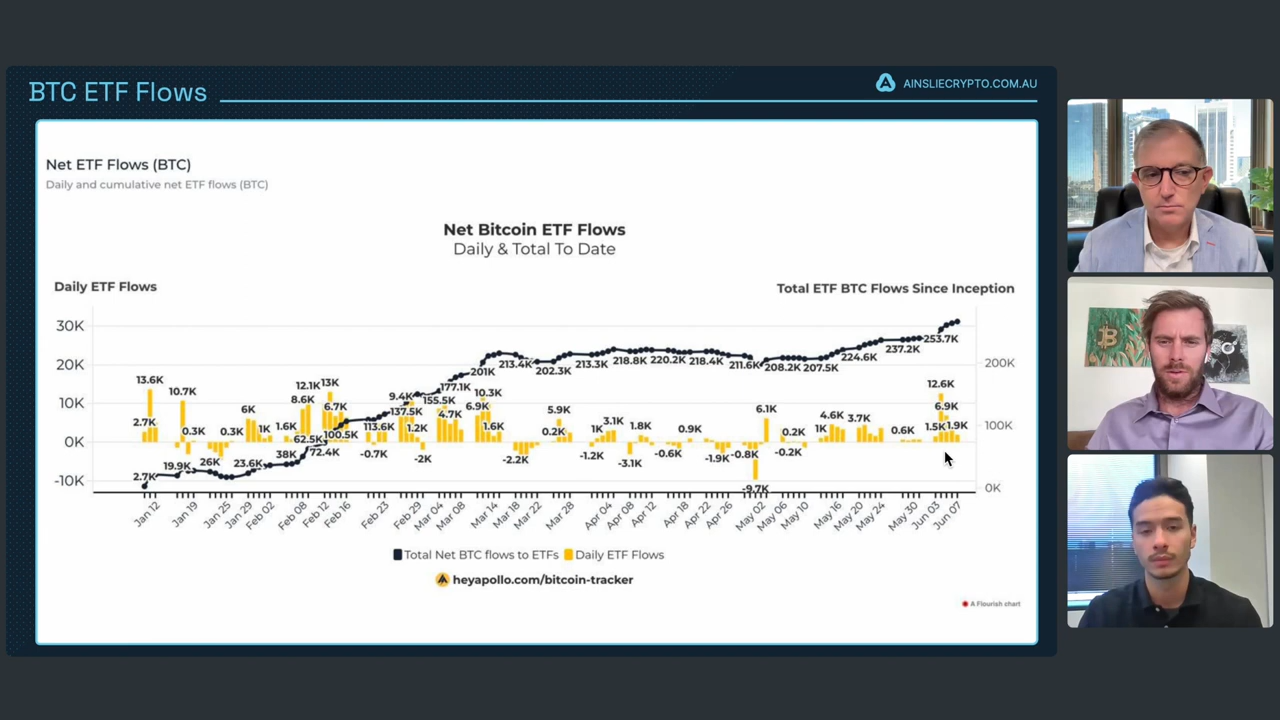 BTC ETF Flows
AINSLIECRYPTO.COM.AU
Net ETF Flows (BTC)
Daily and cumulative net ETF flows (BTC)
Net Bitcoin ETF Flows
Daily & Total To Date
Daily ETF Flows
Total ETF BTC Flows Since Inception
30K
20K
10K
0K
-10K
200K
100K
0K
13.6K
2.7K
10.7K
0.3K
0.3K
6K
1K
1.6K
8.6K
12.1K
13K
6.7K
-0.7K
9.4K
1.2K
-2K
4.7K
6.9K
10.3K
1.6K
-2.2K
0.2K
5.9K
-1.2K
1K
3.1K
-3.1K
1.8K
-0.6K
0.9K
-1.9K
-0.8K
-9.7K
6.1K
0.2K
-0.2K
1K
4.6K
3.7K
0.6K
1.5K
12.6K
6.9K
1.9K
2.7K
19.9K
26K
23.6K
38K
62.5K
72.4K
100.5K
113.6K
137.5K
155.5K
177.1K
201K
213.4K
202.3K
213.3K
218.8K
220.2K
218.4K
211.6K
208.2K
207.5K
224.6K
237.2K
253.7K
Jan 12
Jan 19
Jan 25
Jan 29
Feb 02
Feb 08
Feb 12
Feb 16
Feb 23
Feb 29
Mar 04
Mar 08
Mar 14
Mar 18
Mar 22
Mar 28
Apr 04
Apr 08
Apr 12
Apr 18
Apr 22
Apr 26
May 02
May 06
May 10
May 16
May 20
May 24
May 30
Jun 03
Jun 07
Total Net BTC flows to ETFs
Daily ETF Flows
heyapollo.com/bitcoin-tracker
A Flourish chart